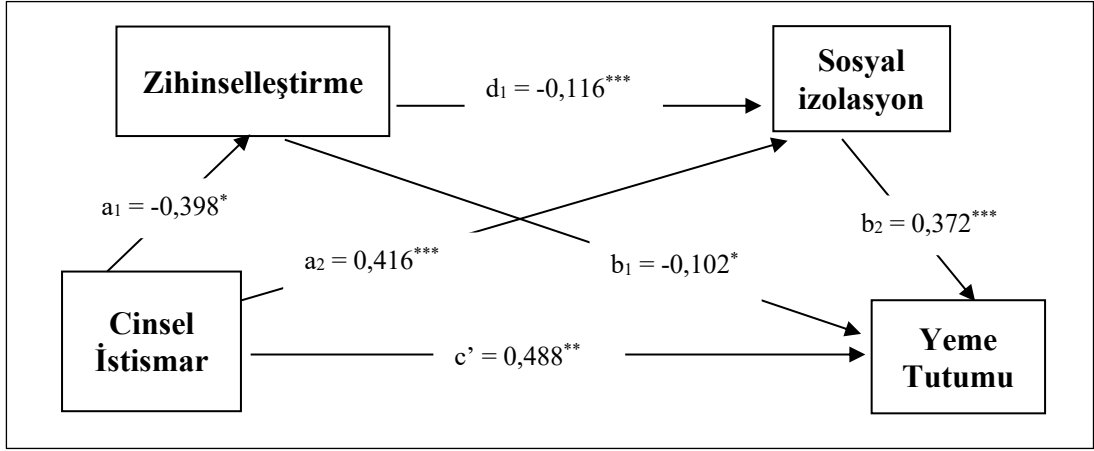 Zihinselleştirme
d₁ = -0,116***
Sosyal
izolasyon
a₁ = -0,398*
a₂ = 0,416***
b₁ = -0,102*
b₂ = 0,372***
Cinsel
İstismar
c’ = 0,488**
Yeme
Tutumu